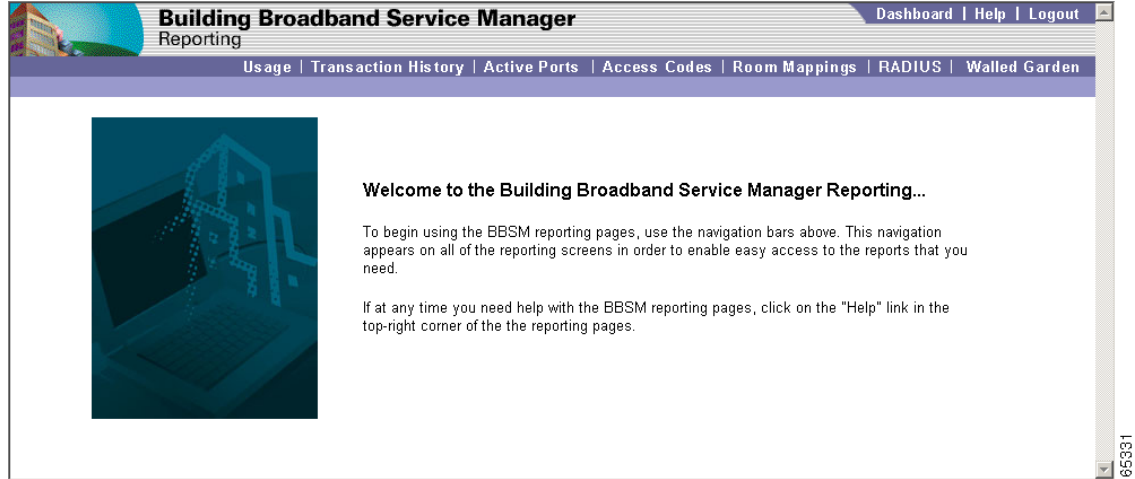 Building Broadband Service Manager
Reporting
Dashboard | Help | Logout
Usage | Transaction History | Active Ports | Access Codes | Room Mappings | RADIUS | Walled Garden
Welcome to the Building Broadband Service Manager Reporting...
To begin using the BBSM reporting pages, use the navigation bars above. This navigation
appears on all of the reporting screens in order to enable easy access to the reports that you
need.
If at any time you need help with the BBSM reporting pages, click on the "Help" link in the
top-right corner of the the reporting pages.
65331